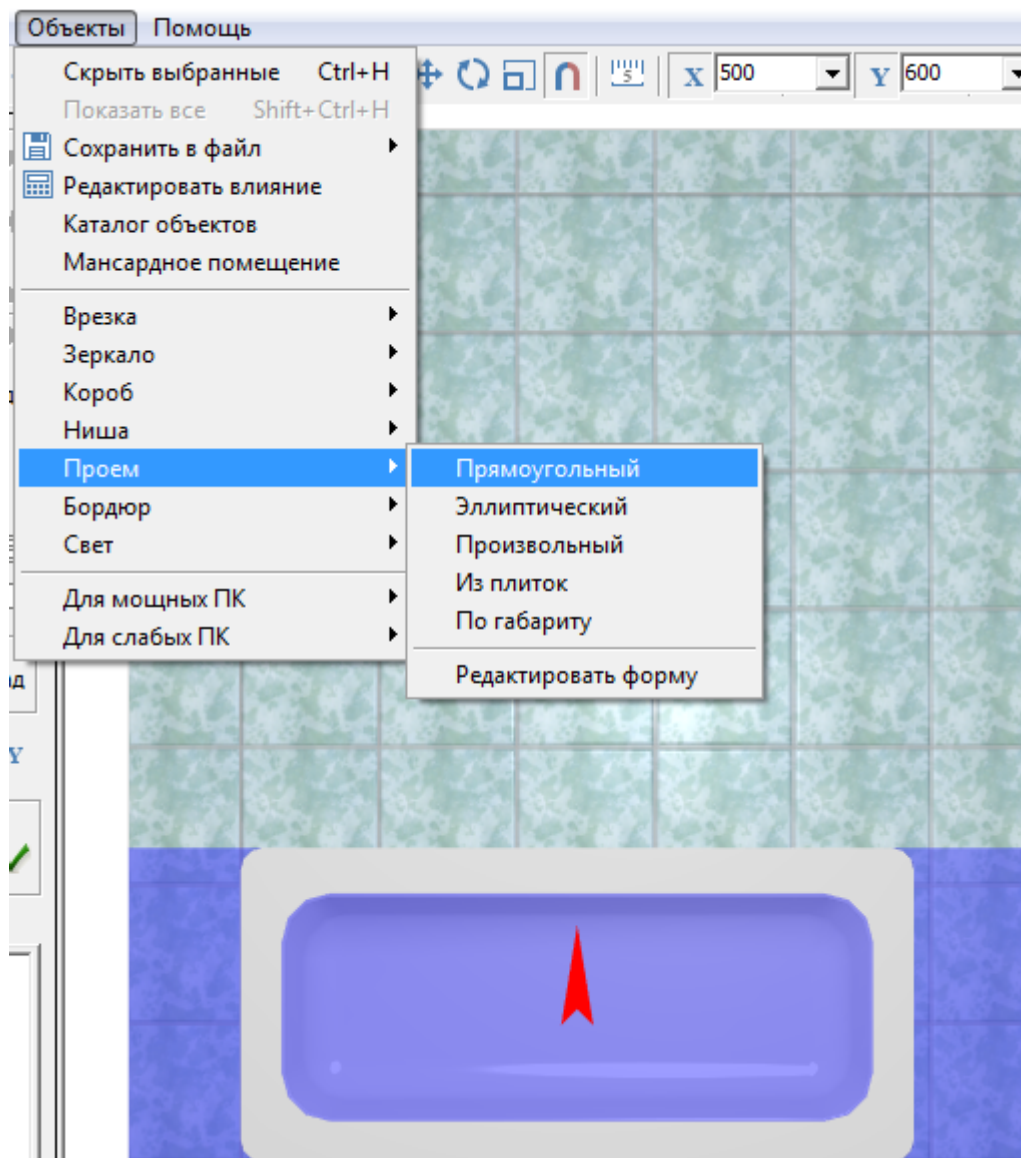 Объекты Помощь
Скрыть выбранные Ctrl+H
5 X 500 Y 600
Показать все Shift+Ctrl+H
Сохранить в файл
Редактировать влияние
Каталог объектов
Мансардное помещение
Врезка
Зеркало
Короб
Ниша
Проем
Прямоугольный
Бордюр
Эллиптический
Свет
Произвольный
Из плиток
Для мощных ПК
По габариту
Для слабых ПК
Редактировать форму
Y